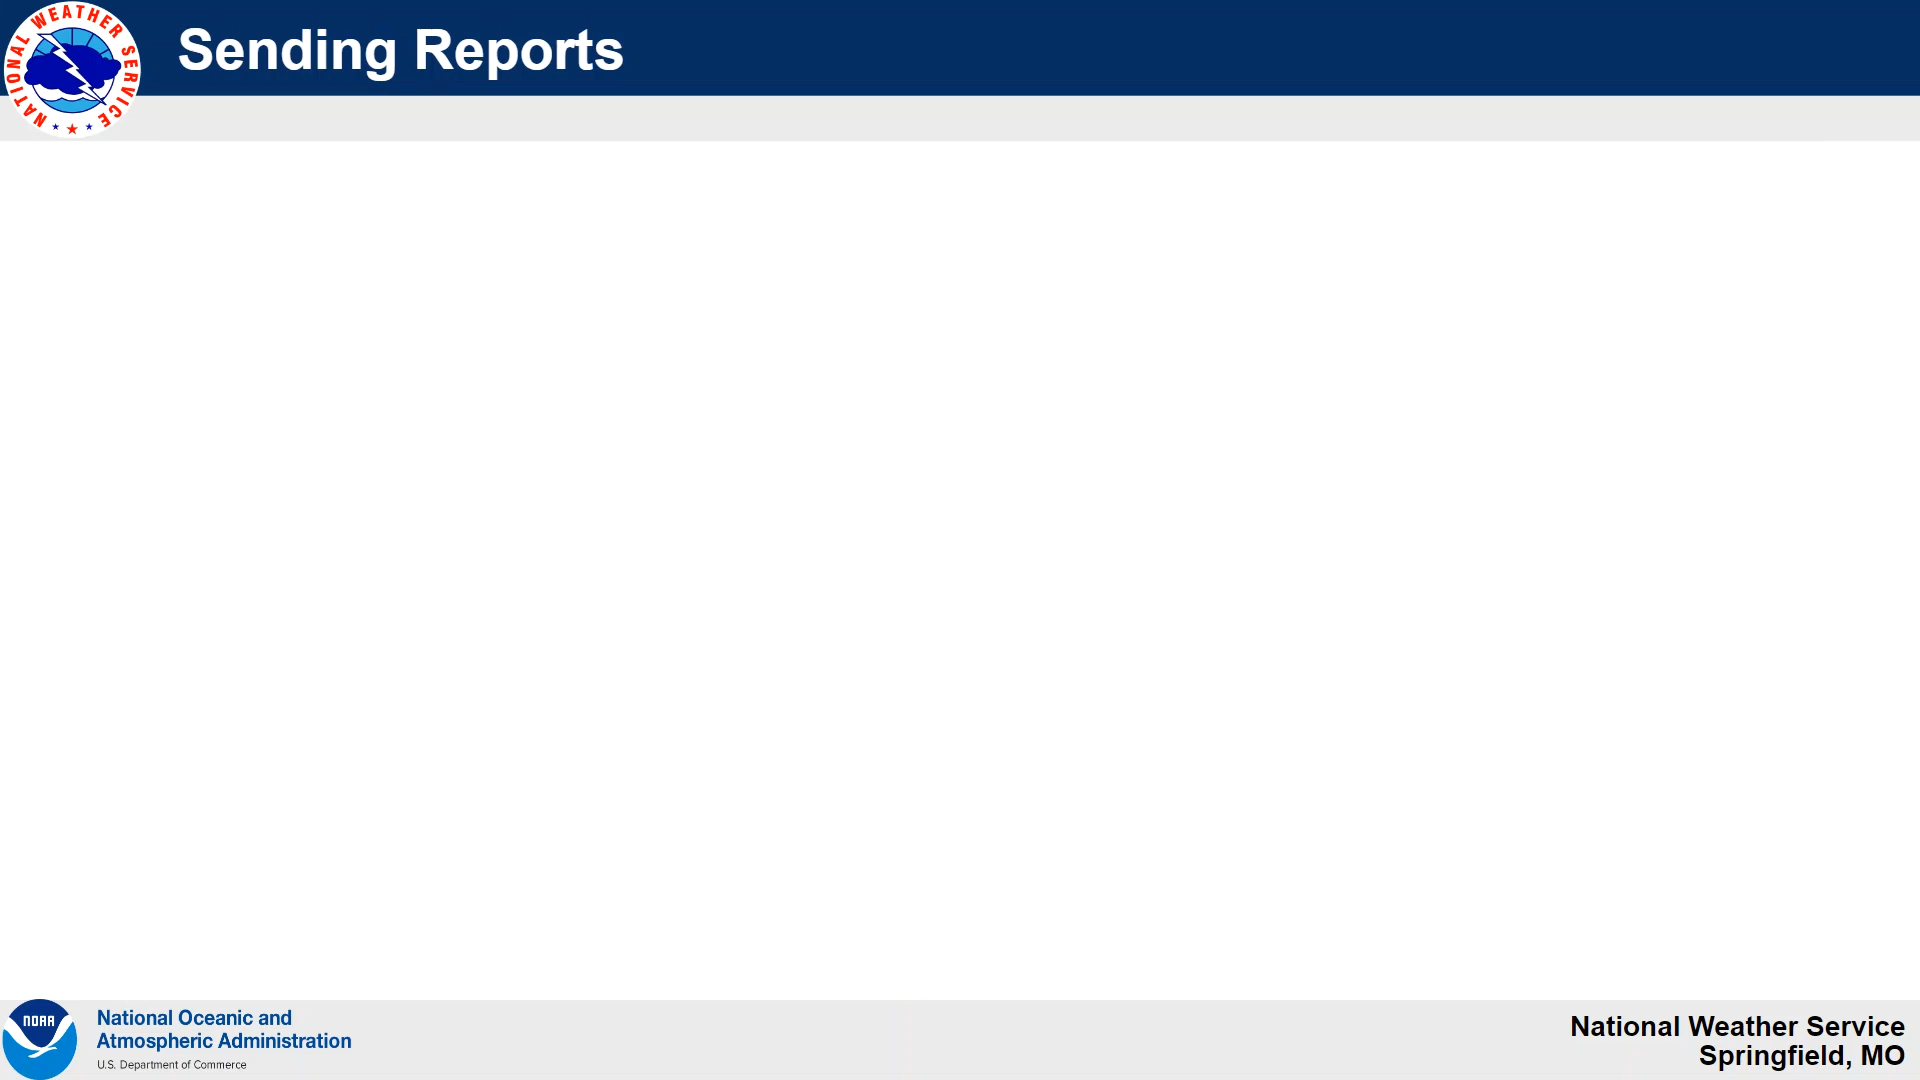 NATIONAL WEATHER SERVICE
Sending Reports
NOAA
National Oceanic and
Atmospheric Administration
U.S. Department of Commerce
National Weather Service
Springfield, MO